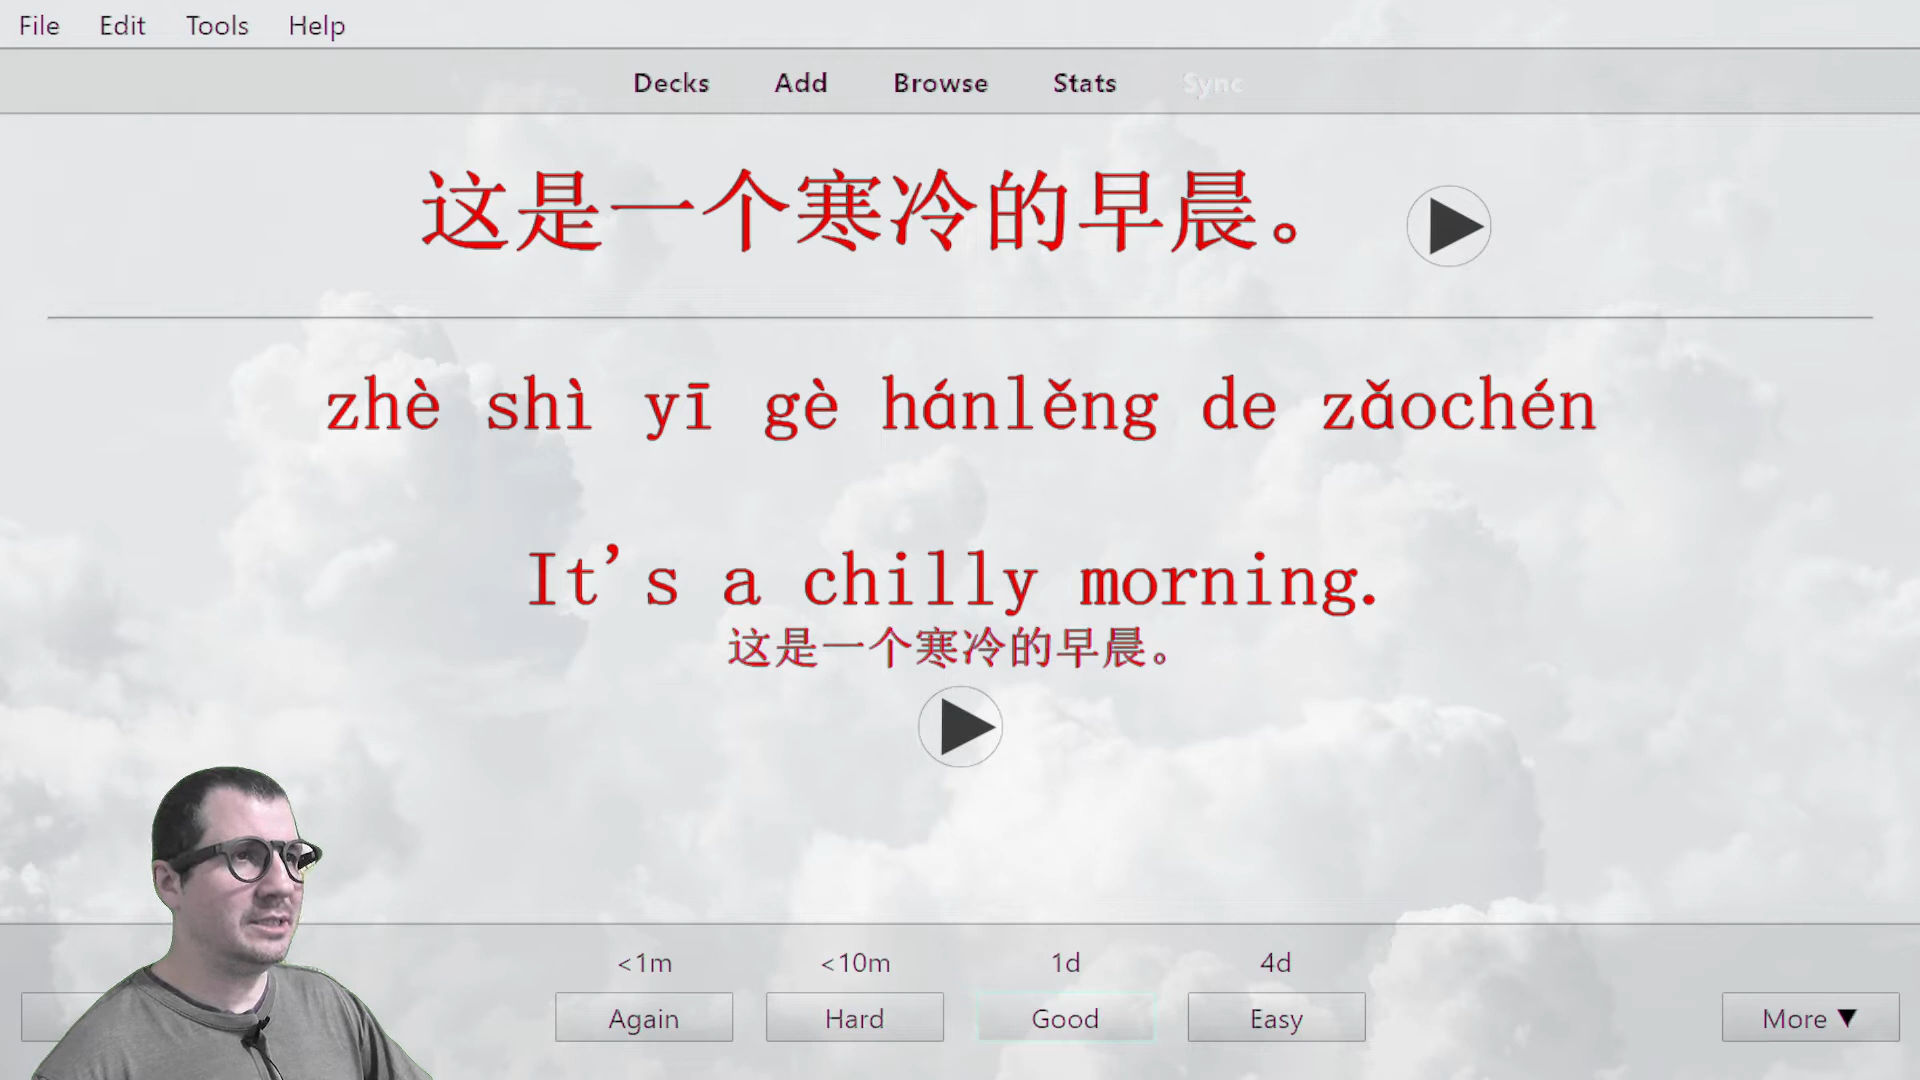 File Edit Tools Help
Decks Add Browse Stats Sync
这是一个寒冷的早晨。
zhè shì yī gè hánlěng de zǎochén
It's a chilly morning.
这是一个寒冷的早晨。
<1m <10m 1d 4d
Again Hard Good Easy More ▼